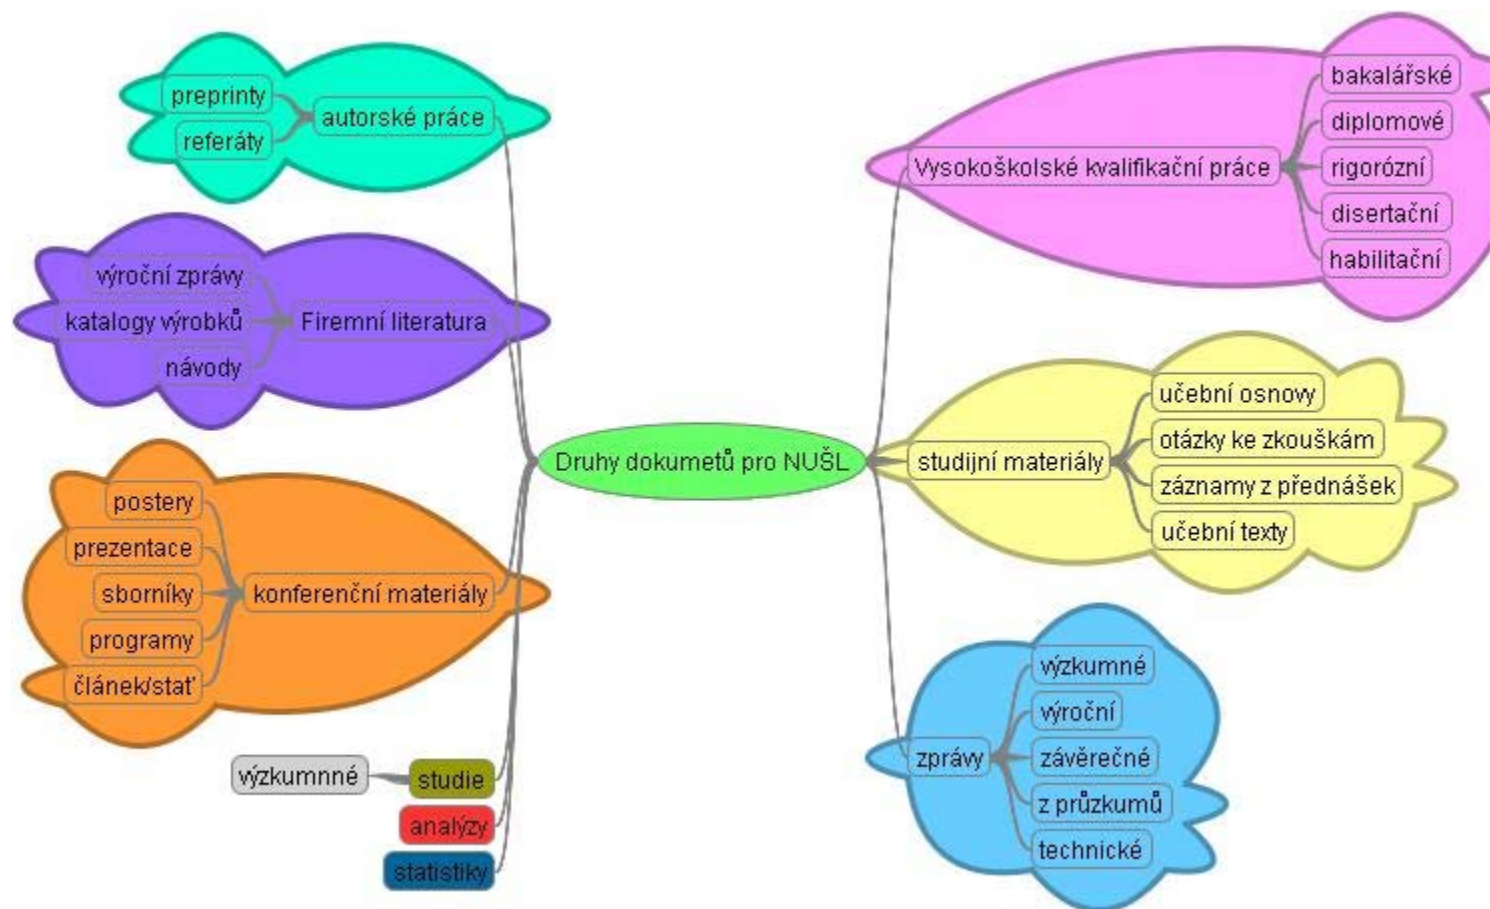 preprinty
referáty
autorské práce
výroční zprávy
katalogy výrobků
návody
Firemní literatura
postery
prezentace
sborníky
programy
článek/stať
konferenční materiály
výzkumnné
studie
analýzy
statistiky
Druhy dokumetů pro NUŠL
Vysokoškolské kvalifikační práce
bakalářské
diplomové
rigorózní
disertační
habilitační
studijní materiály
učební osnovy
otázky ke zkouškám
záznamy z přednášek
učební texty
zprávy
výzkumné
výroční
závěrečné
z průzkumů
technické